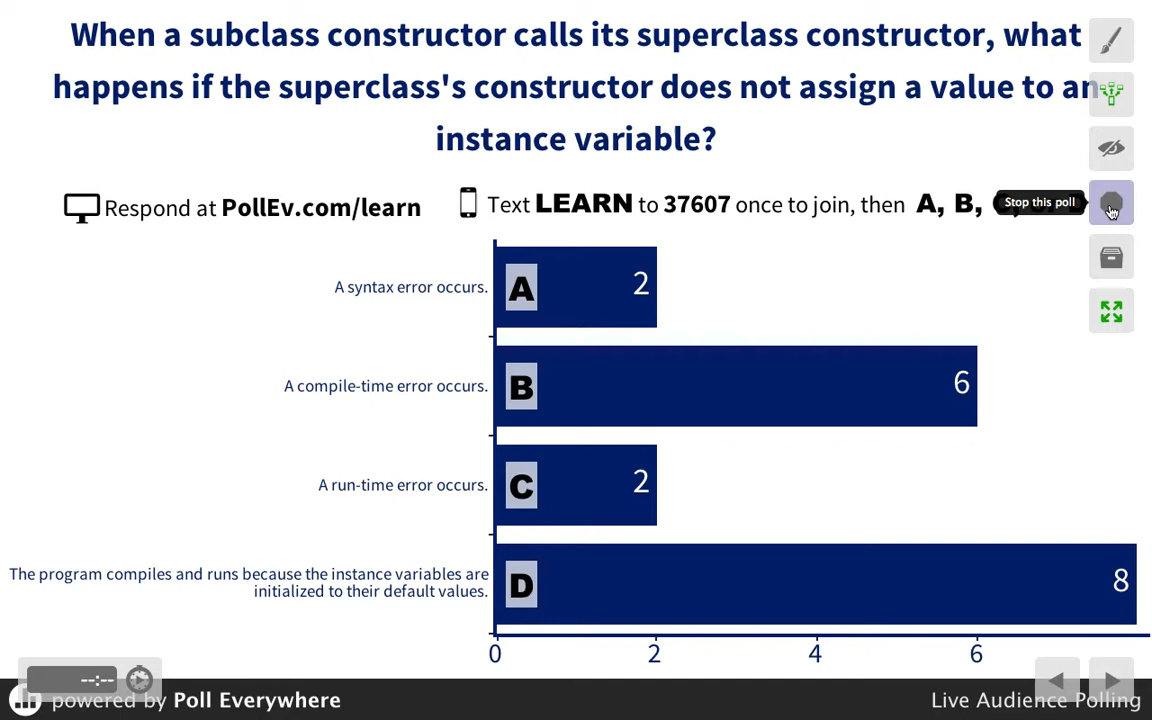 When a subclass constructor calls its superclass constructor, what
happens if the superclass's constructor does not assign a value to an
instance variable?
Respond at PollEv.com/learn
Text LEARN to 37607 once to join, then A, B,
Stop this poll
A syntax error occurs.
A
2
A compile-time error occurs.
B
6
A run-time error occurs.
C
2
The program compiles and runs because the instance variables are
initialized to their default values.
D
8
0 2 4 6
--:--
powered by Poll Everywhere
Live Audience Polling